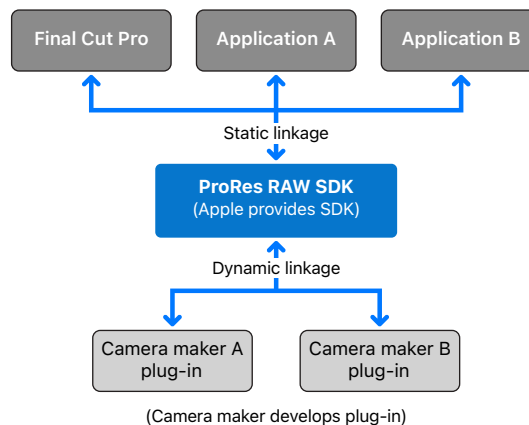 Final Cut Pro
Application A
Application B
Static linkage
ProRes RAW SDK
(Apple provides SDK)
Dynamic linkage
Camera maker A
plug-in
Camera maker B
plug-in
(Camera maker develops plug-in)